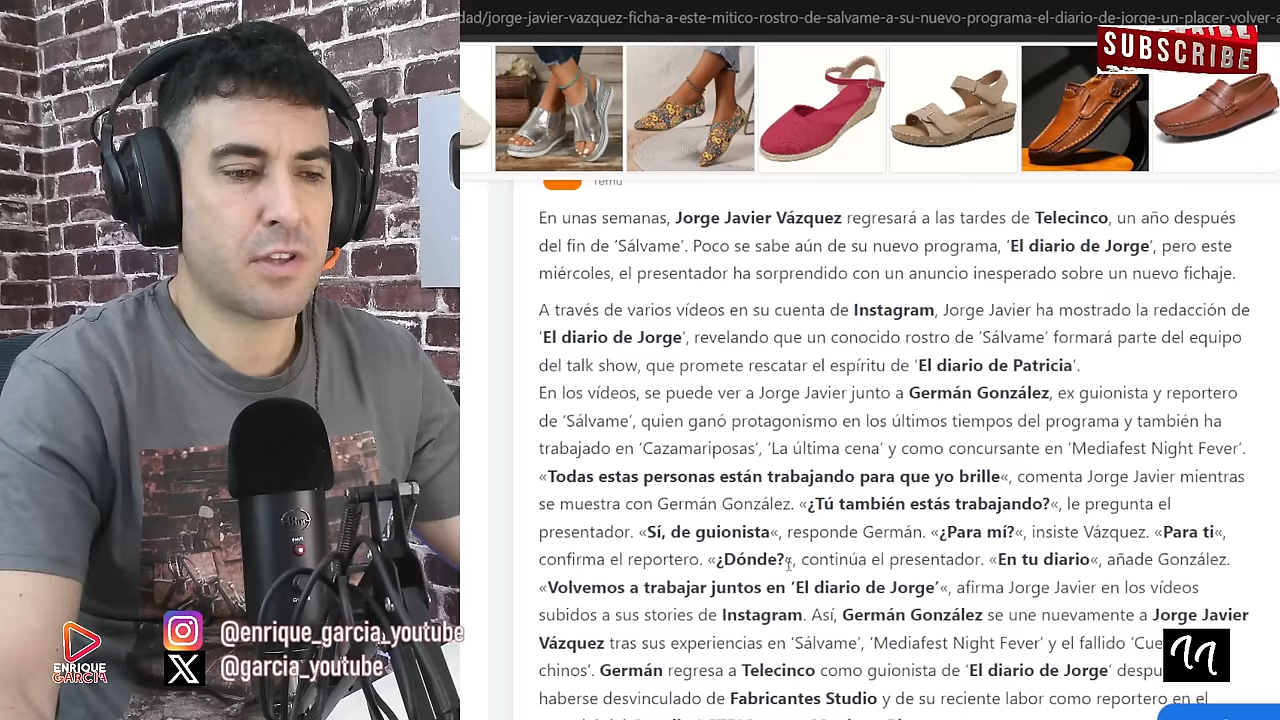 dad/jorge-javier-vazquez-ficha-a-este-mitico-rostro-de-salvame-a-su-nuevo-programa-el-diario-de-jorge-un-placer-volver-a
SUBSCRIBE
Temu
En unas semanas, Jorge Javier Vázquez regresará a las tardes de Telecinco, un año después
del fin de ‘Sálvame’. Poco se sabe aún de su nuevo programa, ‘El diario de Jorge‘, pero este
miércoles, el presentador ha sorprendido con un anuncio inesperado sobre un nuevo fichaje.
A través de varios vídeos en su cuenta de Instagram, Jorge Javier ha mostrado la redacción de
‘El diario de Jorge‘, revelando que un conocido rostro de ‘Sálvame’ formará parte del equipo
del talk show, que promete rescatar el espíritu de ‘El diario de Patricia‘.
En los vídeos, se puede ver a Jorge Javier junto a Germán González, ex guionista y reportero
de ‘Sálvame’, quien ganó protagonismo en los últimos tiempos del programa y también ha
trabajado en ‘Cazamariposas’, ‘La última cena’ y como concursante en ‘Mediafest Night Fever’.
«Todas estas personas están trabajando para que yo brille«, comenta Jorge Javier mientras
se muestra con Germán González. «¿Tú también estás trabajando?«, le pregunta el
presentador. «Sí, de guionista«, responde Germán. «¿Para mí?«, insiste Vázquez. «Para ti«,
confirma el reportero. «¿Dónde?«, continúa el presentador. «En tu diario«, añade González.
«Volvemos a trabajar juntos en ‘El diario de Jorge’«, afirma Jorge Javier en los vídeos
subidos a sus stories de Instagram. Así, Germán González se une nuevamente a Jorge Javier
Vázquez tras sus experiencias en ‘Sálvame’, ‘Mediafest Night Fever’ y el fallido ‘Cue
chinos’. Germán regresa a Telecinco como guionista de ‘El diario de Jorge‘ despu
haberse desvinculado de Fabricantes Studio y de su reciente labor como reportero en el
@enrique_garcia_youtube
@garcia_youtube
ENRIQUE
GARCIA